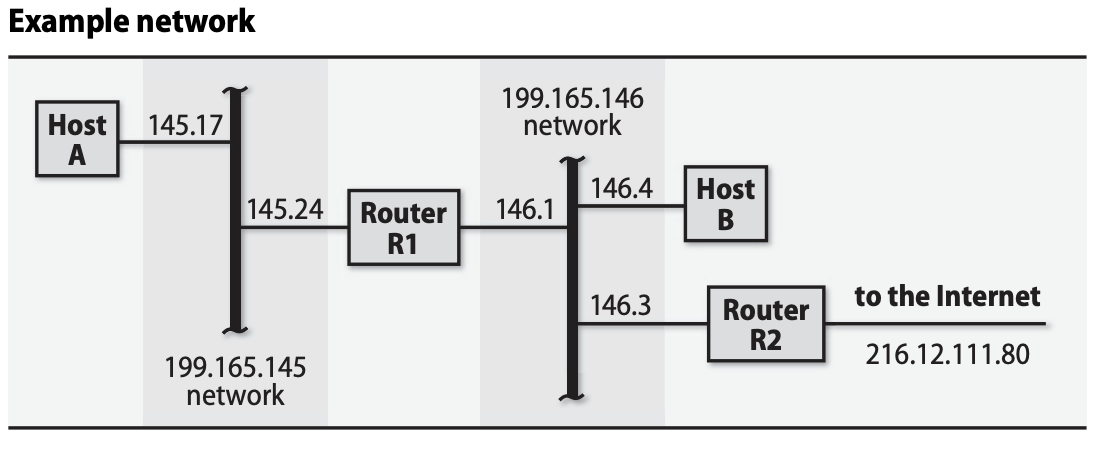 Example network
Host
A
145.17
199.165.145
network
145.24
Router
R1
146.1
199.165.146
network
146.4
Host
B
146.3
Router
R2
to the Internet
216.12.111.80